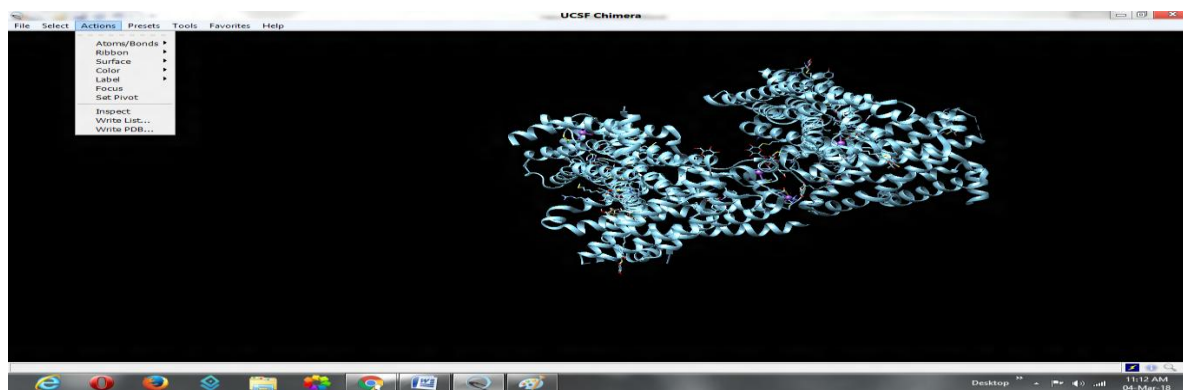 UCSF Chimera
File Select Actions Presets Tools Favorites Help
Atoms/Bonds
Ribbon
Surface
Color
Label
Focus
Set Pivot
Inspect
Write List...
Write PDB...
Desktop
11:12 AM
04-Mar-18